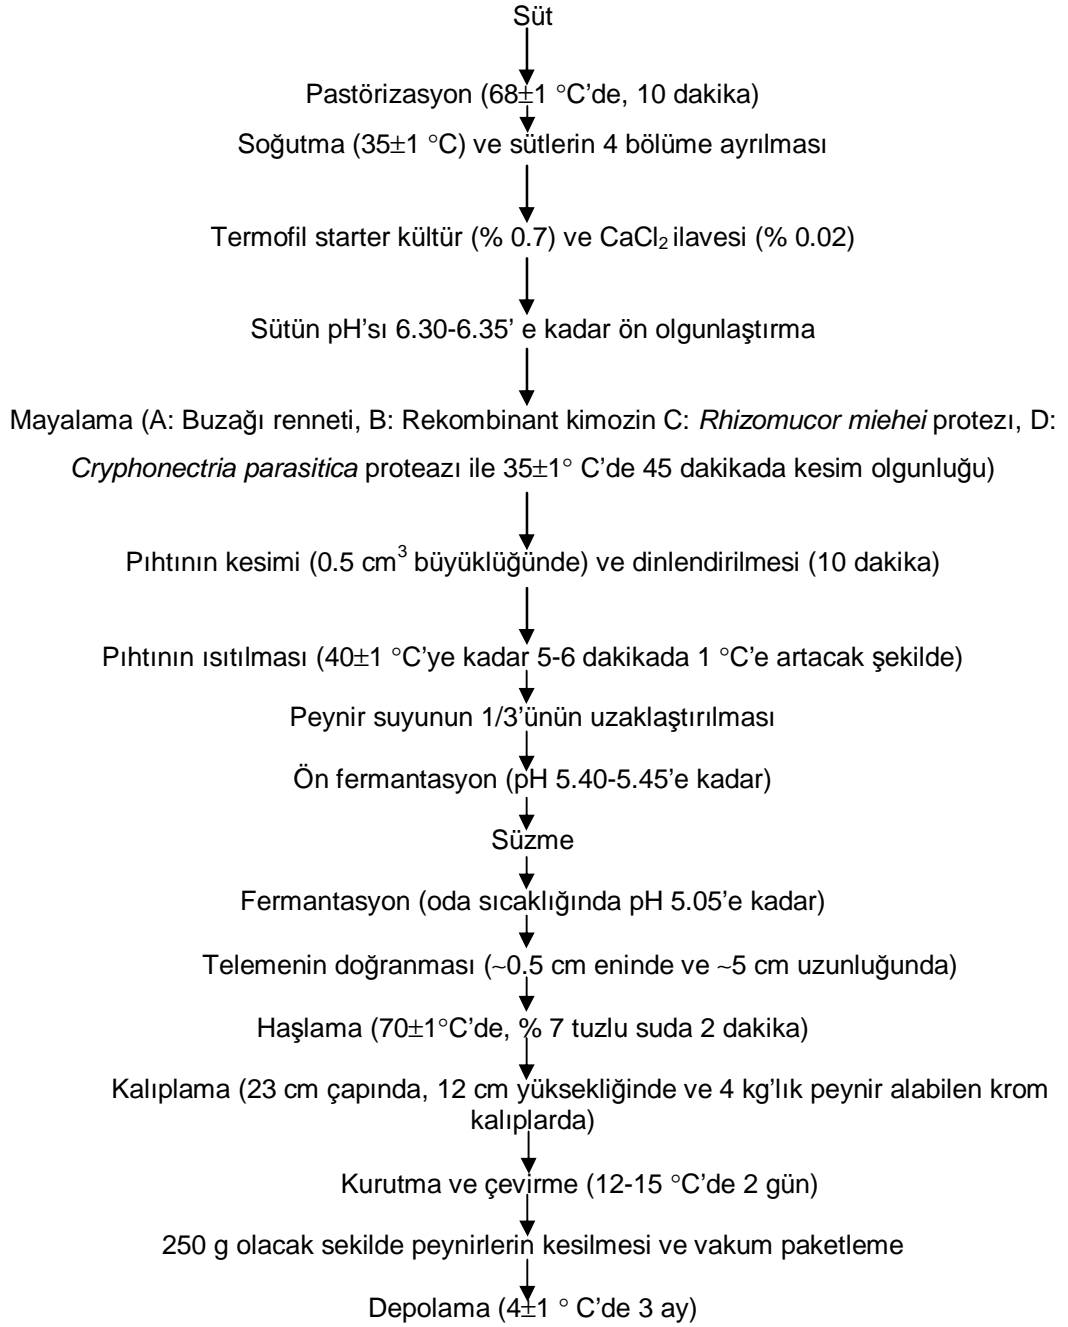 Süt
Pastörizasyon (68±1 °C’de, 10 dakika)
Soğutma (35±1 °C) ve sütlerin 4 bölüme ayrılması
Termofil starter kültür (% 0.7) ve CaCl₂ ilavesi (% 0.02)
Sütün pH’sı 6.30-6.35’ e kadar ön olgunlaştırma
Mayalama (A: Buzağı renneti, B: Rekombinant kimozin C: Rhizomucor miehei protezı, D:
Cryphonectria parasitica proteazı ile 35±1° C’de 45 dakikada kesim olgunluğu)
Pıhtının kesimi (0.5 cm³ büyüklüğünde) ve dinlendirilmesi (10 dakika)
Pıhtının ısıtılması (40±1 °C’ye kadar 5-6 dakikada 1 °C’e artacak şekilde)
Peynir suyunun 1/3’ünün uzaklaştırılması
Ön fermantasyon (pH 5.40-5.45’e kadar)
Süzme
Fermantasyon (oda sıcaklığında pH 5.05’e kadar)
Telemenin doğranması (~0.5 cm eninde ve ~5 cm uzunluğunda)
Haşlama (70±1°C’de, % 7 tuzlu suda 2 dakika)
Kalıplama (23 cm çapında, 12 cm yüksekliğinde ve 4 kg’lık peynir alabilen krom
kalıplarda)
Kurutma ve çevirme (12-15 °C’de 2 gün)
250 g olacak sekilde peynirlerin kesilmesi ve vakum paketleme
Depolama (4±1 ° C’de 3 ay)